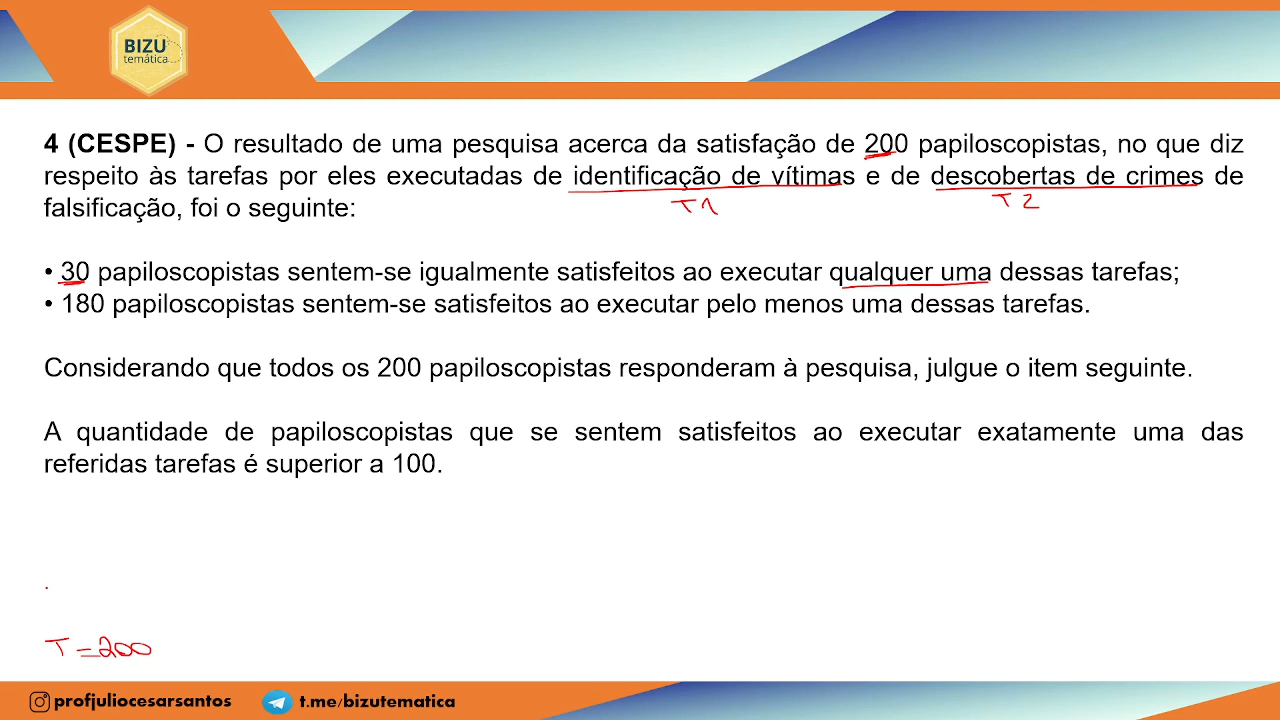 BIZU
temática
4 (CESPE) - O resultado de uma pesquisa acerca da satisfação de 200 papiloscopistas, no que diz
respeito às tarefas por eles executadas de identificação de vítimas e de descobertas de crimes de
falsificação, foi o seguinte:
T1 T2
• 30 papiloscopistas sentem-se igualmente satisfeitos ao executar qualquer uma dessas tarefas;
• 180 papiloscopistas sentem-se satisfeitos ao executar pelo menos uma dessas tarefas.
Considerando que todos os 200 papiloscopistas responderam à pesquisa, julgue o item seguinte.
A quantidade de papiloscopistas que se sentem satisfeitos ao executar exatamente uma das
referidas tarefas é superior a 100.
T = 200
profjuliocesarsantos t.me/bizutematica